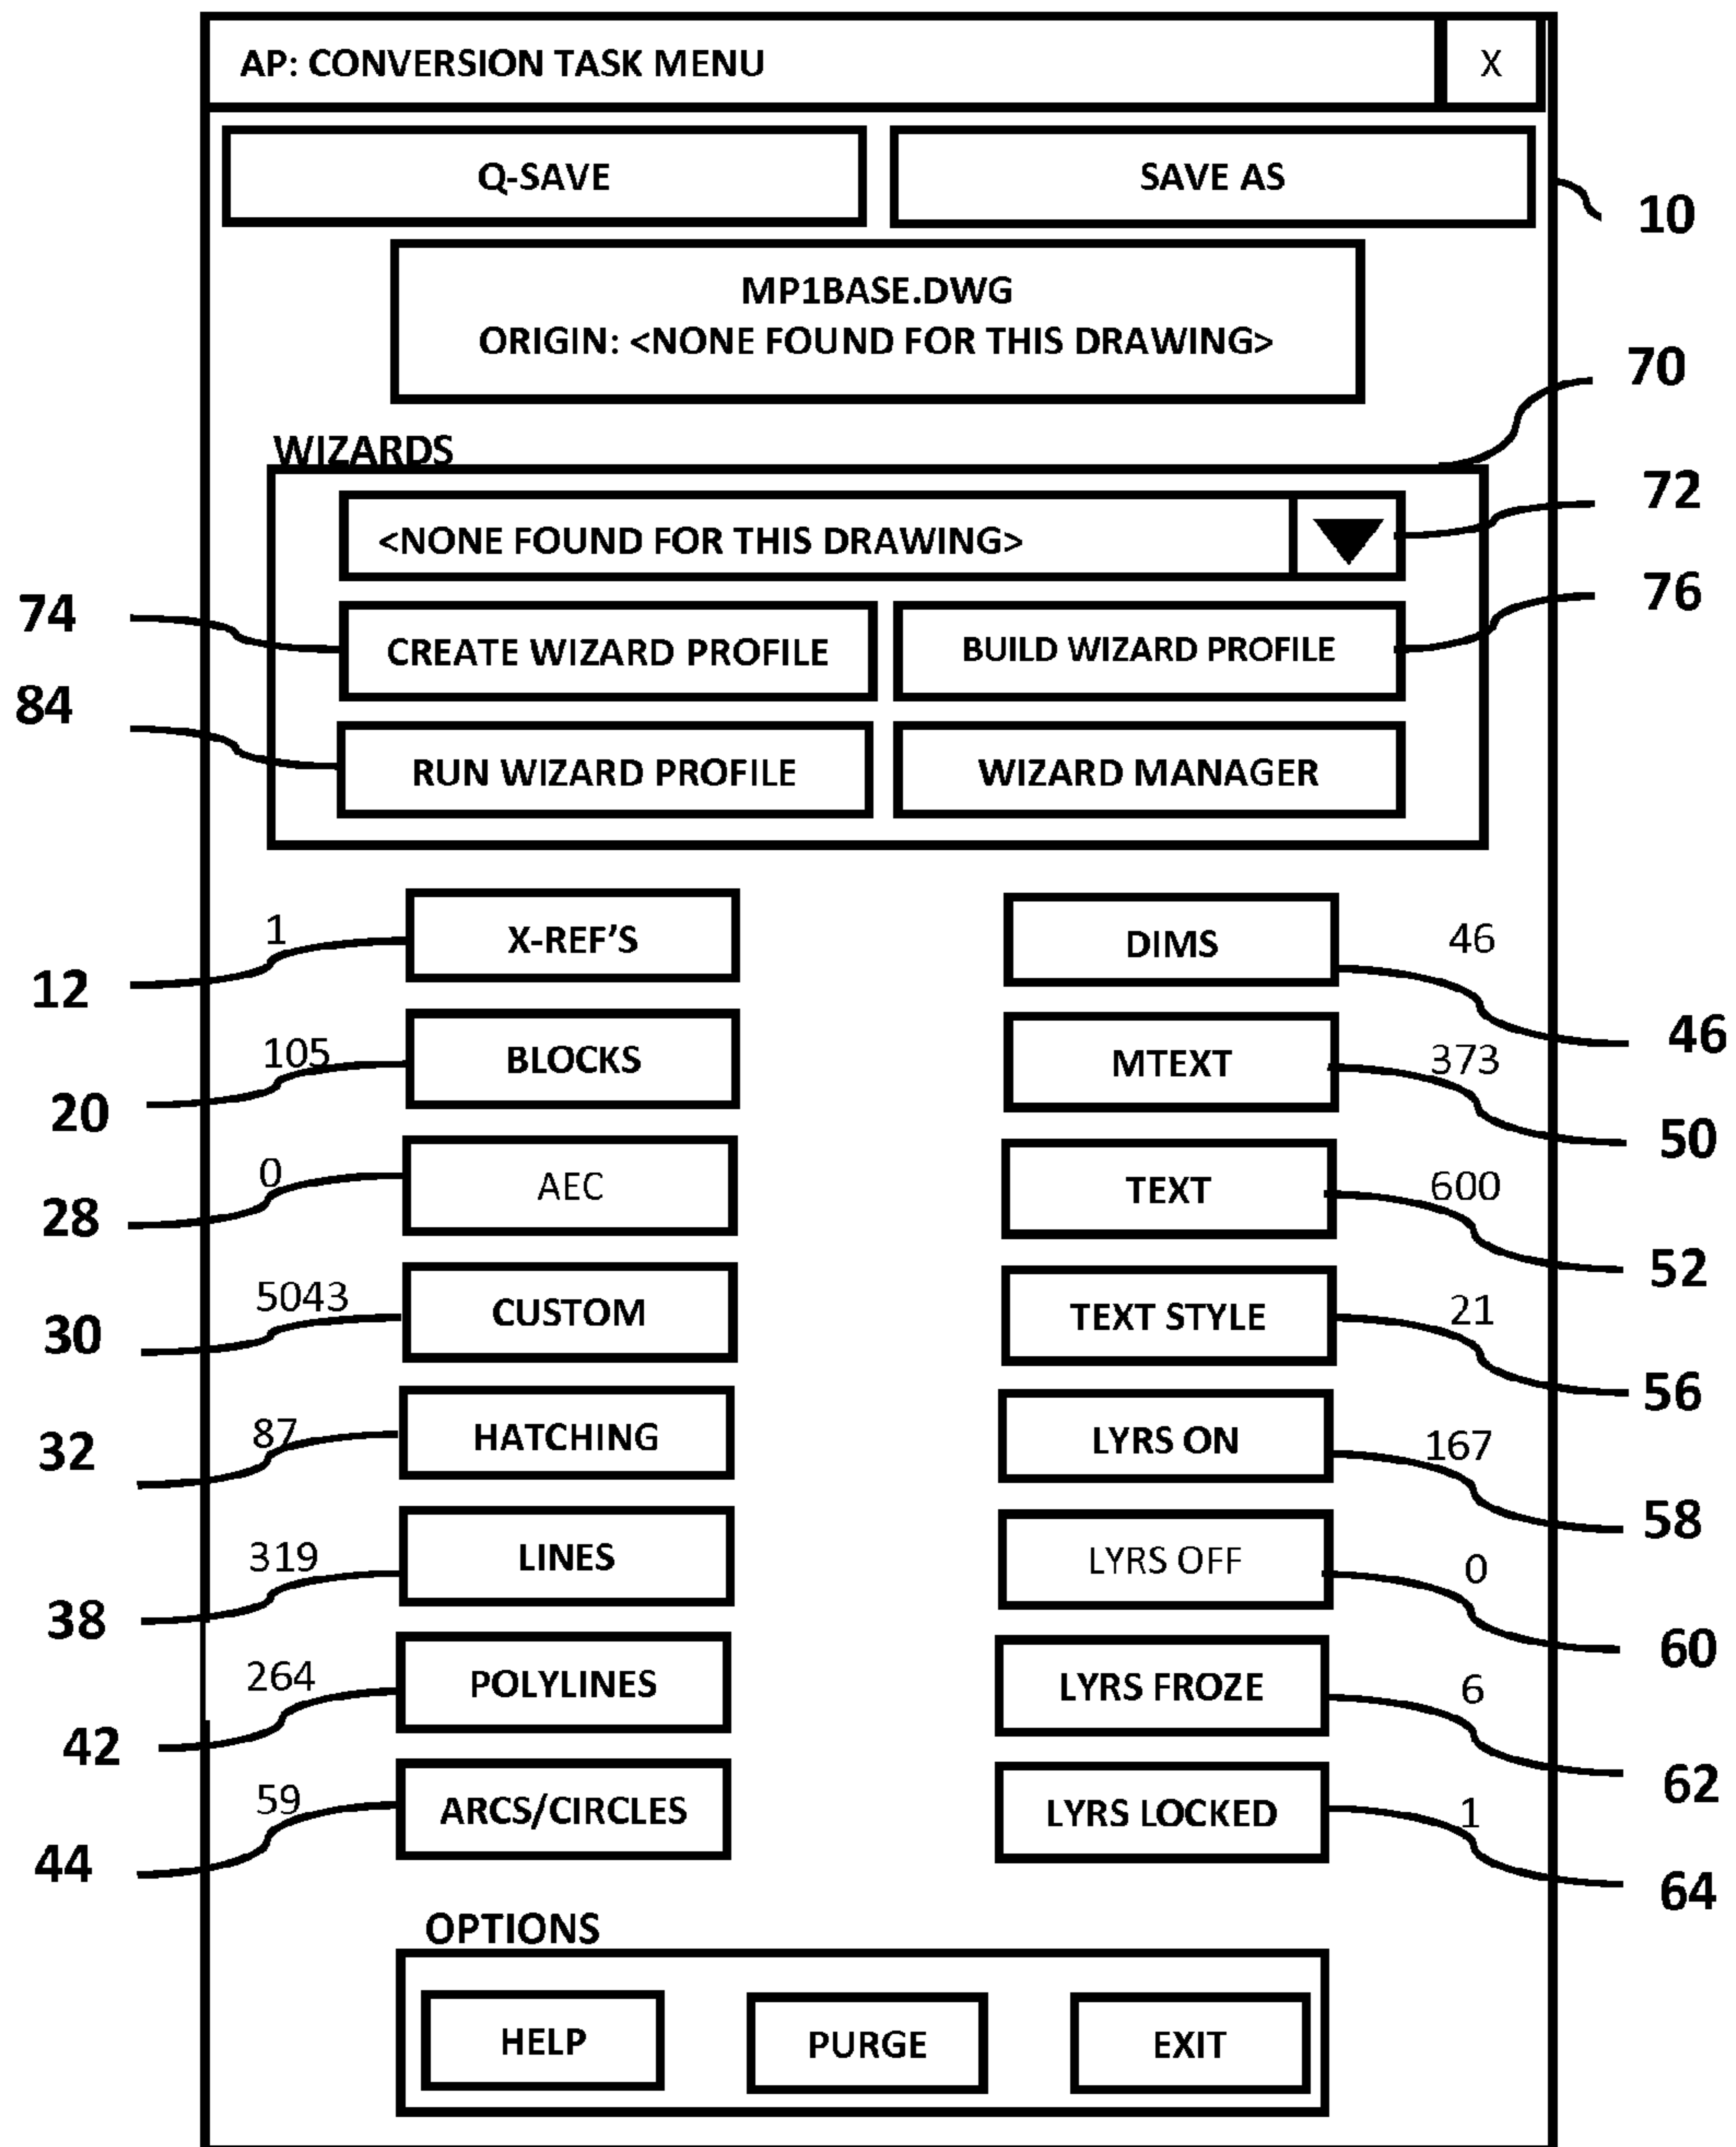 AP: CONVERSION TASK MENU X
Q-SAVE SAVE AS
10
MP1BASE.DWG
ORIGIN: <NONE FOUND FOR THIS DRAWING>
70
WIZARDS
72
<NONE FOUND FOR THIS DRAWING>
76
74
CREATE WIZARD PROFILE BUILD WIZARD PROFILE
84
RUN WIZARD PROFILE WIZARD MANAGER
1 X-REF'S DIMS 46
12 46
105 BLOCKS MTEXT 373
20 50
0 AEC TEXT 600
28 52
5043 CUSTOM TEXT STYLE 21
30 56
87 HATCHING LYRS ON 167
32 58
319 LINES LYRS OFF 0
38 60
264 POLYLINES LYRS FROZE 6
42 62
59 ARCS/CIRCLES LYRS LOCKED 1
44 64
OPTIONS
HELP PURGE EXIT